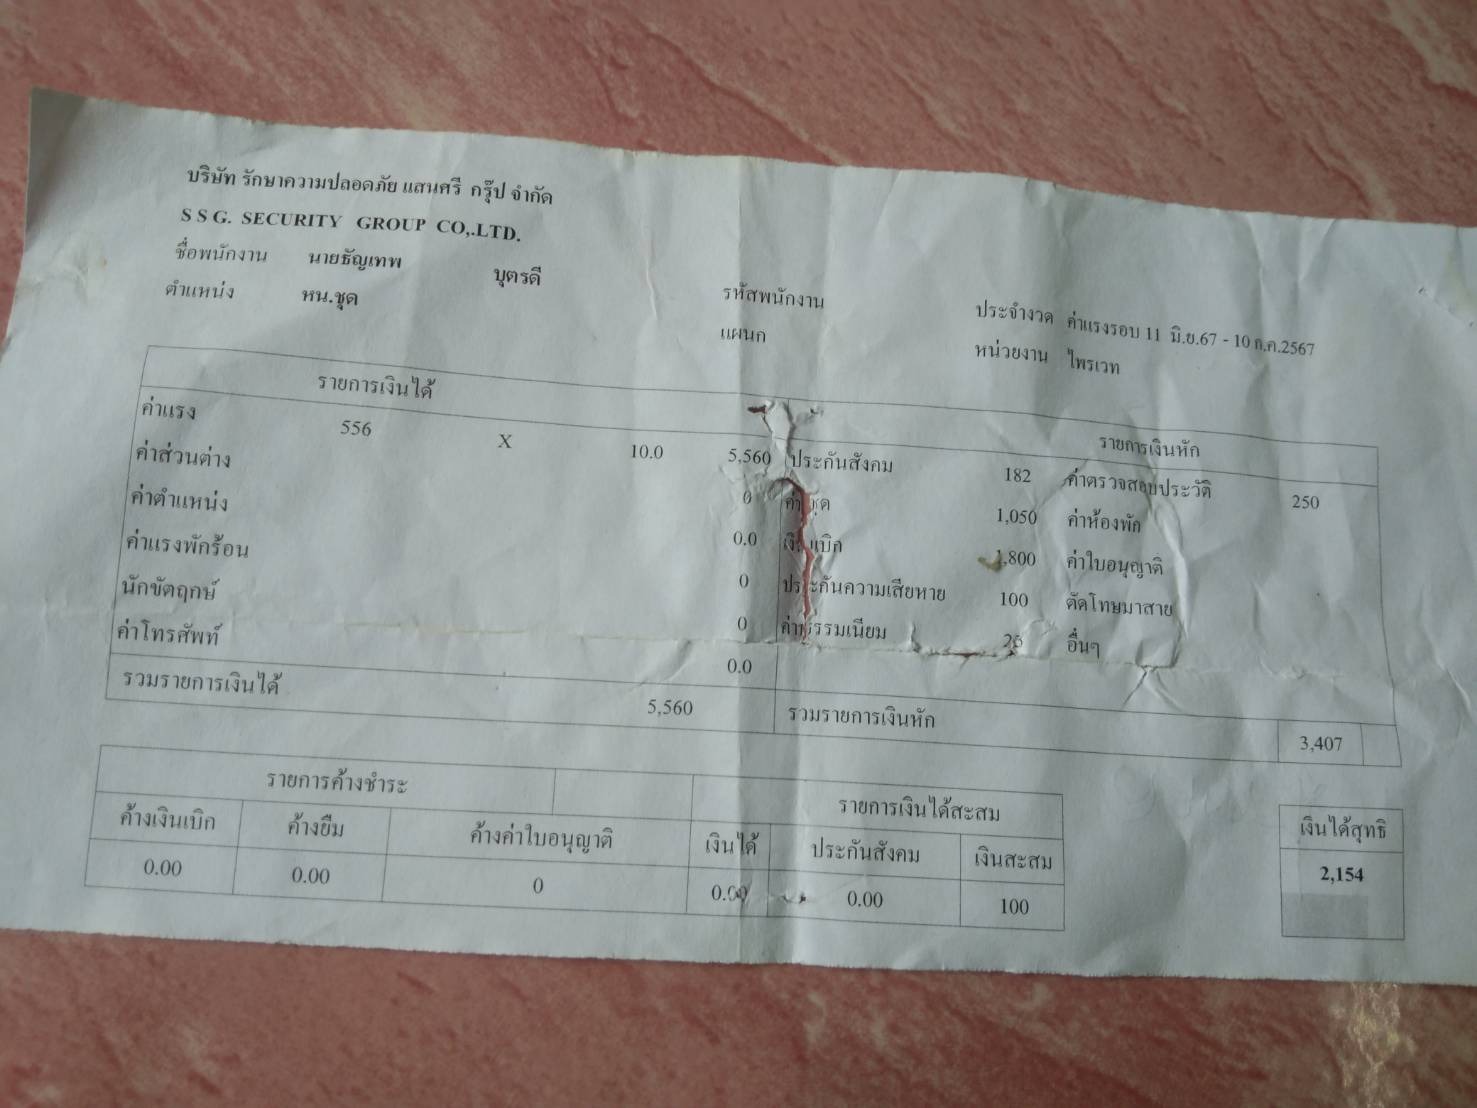 บริษัท รักษาความปลอดภัย แสนศรี กรุ๊ป จำกัด
S S G. SECURITY GROUP CO,.LTD.
ชื่อพนักงาน นายธัญเทพ บุตรดี รหัสพนักงาน ประจำงวด ค่าแรงรอบ 11 มิ.ย.67 - 10 ก.ค.2567
ตำแหน่ง หน.ชุด แผนก หน่วยงาน ไพรเวท
รายการเงินได้ รายการเงินหัก
ค่าแรง 556 X 10.0 5,560 ประกันสังคม 182 ค่าตรวจสอบประวัติ 250
ค่าส่วนต่าง 0 ค่าชุด 1,050 ค่าห้องพัก
ค่าตำแหน่ง 0.0 เงินเบิก 1,800 ค่าใบอนุญาติ
ค่าแรงพักร้อน 0 ประกันความเสียหาย 100 ตัดโทษมาสาย
นักขัตฤกษ์ 0 ค่าธรรมเนียม อื่นๆ
ค่าโทรศัพท์ 0.0
รวมรายการเงินได้ 5,560 รวมรายการเงินหัก 3,407
รายการค้างชำระ รายการเงินได้สะสม เงินได้สุทธิ
ค้างเงินเบิก ค้างยืม ค้างค่าใบอนุญาติ เงินได้ ประกันสังคม เงินสะสม 2,154
0.00 0.00 0 0.00 0.00 100